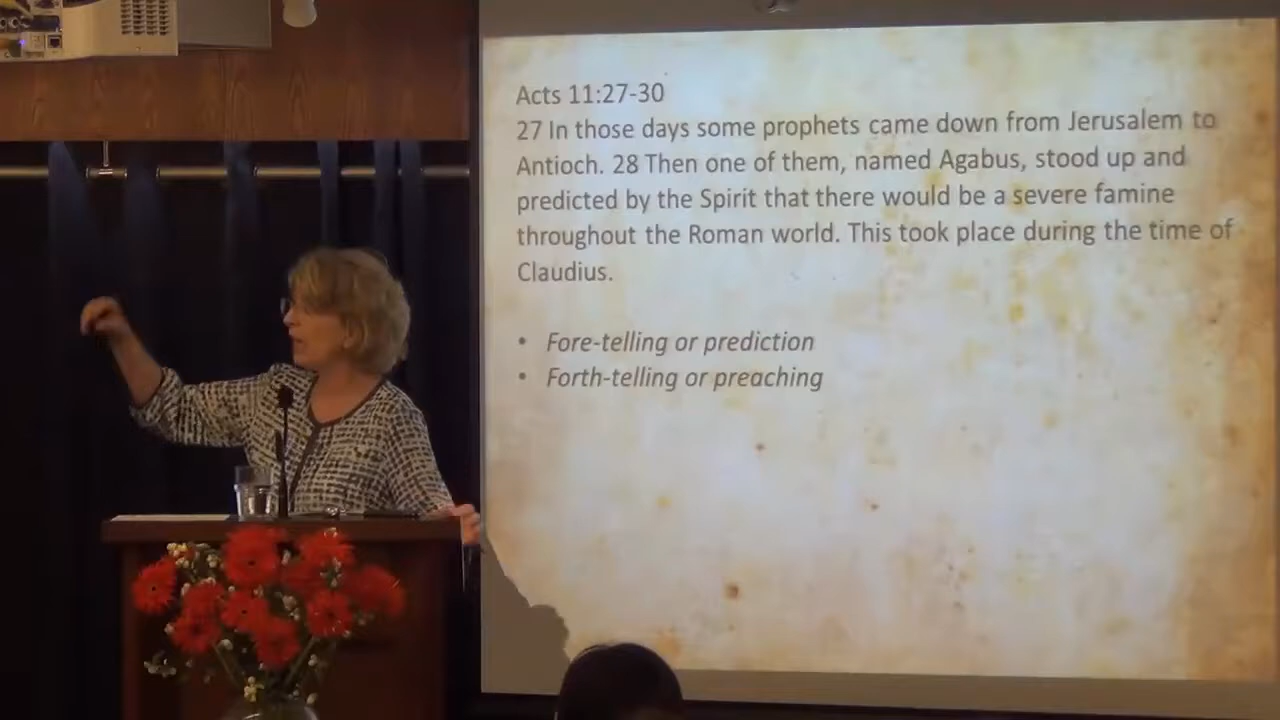 Acts 11:27-30
27 In those days some prophets came down from Jerusalem to
Antioch. 28 Then one of them, named Agabus, stood up and
predicted by the Spirit that there would be a severe famine
throughout the Roman world. This took place during the time of
Claudius.
• Fore-telling or prediction
• Forth-telling or preaching